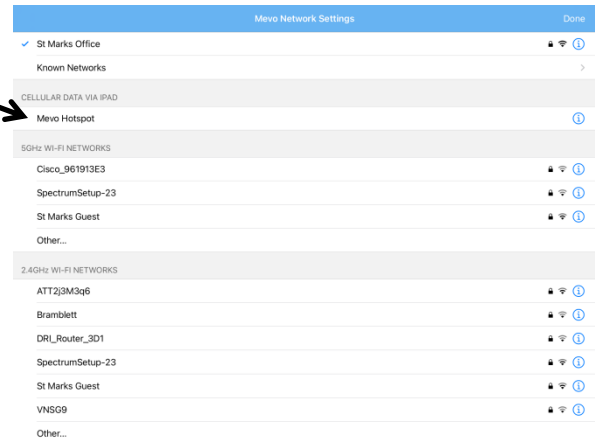 Mevo Network Settings
Done
St Marks Office
Known Networks
CELLULAR DATA VIA IPAD
Mevo Hotspot
5GHz WI-FI NETWORKS
Cisco_961913E3
SpectrumSetup-23
St Marks Guest
Other...
2.4GHz WI-FI NETWORKS
ATT2j3M3q6
Bramblett
DRI_Router_3D1
SpectrumSetup-23
St Marks Guest
VNSG9
Other...